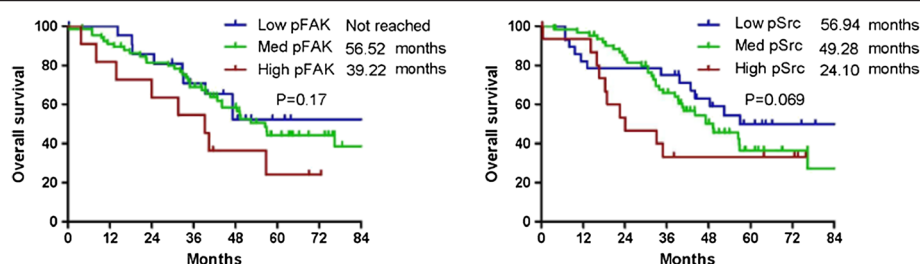 Low pFAK Not reached
Med pFAK 56.52 months
High pFAK 39.22 months
P=0.17
Overall survival
100
80
60
40
20
0
0 12 24 36 48 60 72 84
Months
Low pSrc 56.94 months
Med pSrc 49.28 months
High pSrc 24.10 months
P=0.069
Overall survival
100
80
60
40
20
0
0 12 24 36 48 60 72 84
Months